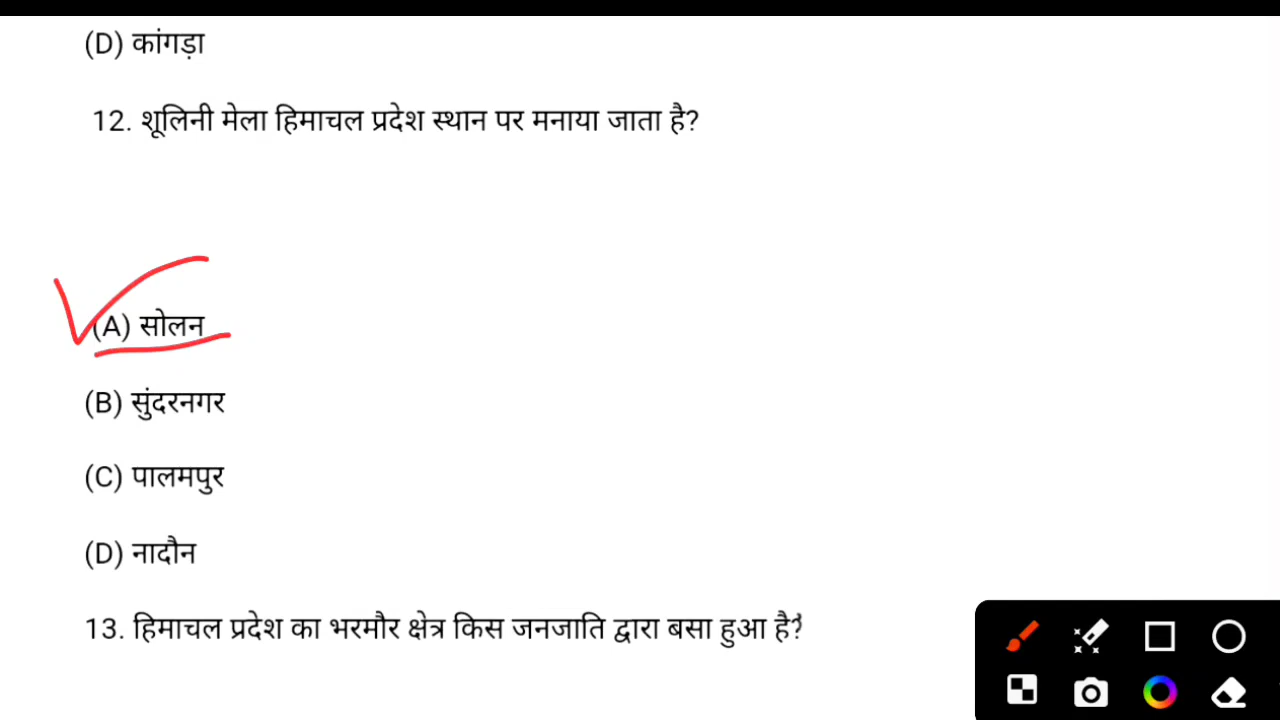 (D) कांगड़ा
12. शूलिनी मेला हिमाचल प्रदेश स्थान पर मनाया जाता है?
(A) सोलन
(B) सुंदरनगर
(C) पालमपुर
(D) नादौन
13. हिमाचल प्रदेश का भरमौर क्षेत्र किस जनजाति द्वारा बसा हुआ है?